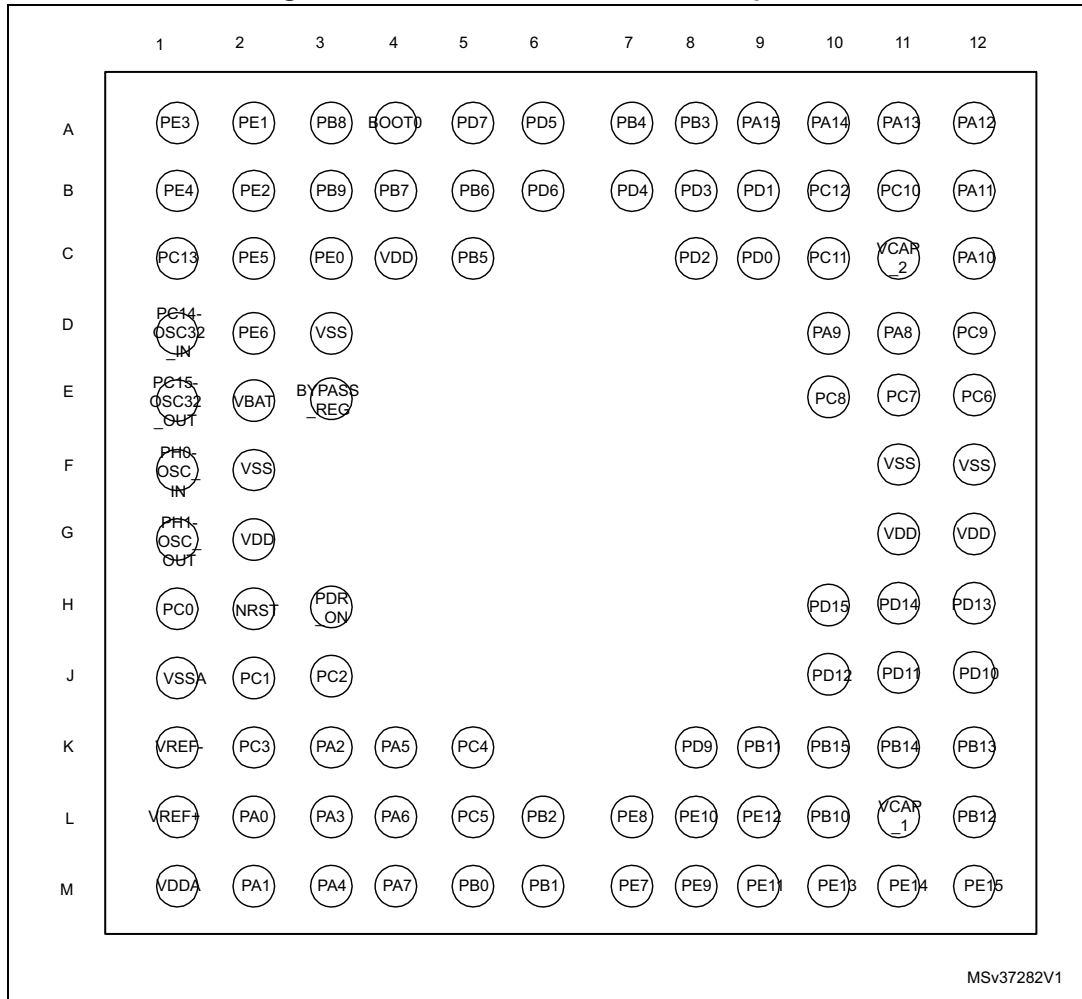 1 2 3 4 5 6 7 8 9 10 11 12
A PE3 PE1 PB8 BOOT0 PD7 PD5 PB4 PB3 PA15 PA14 PA13 PA12
B PE4 PE2 PB9 PB7 PB6 PD6 PD4 PD3 PD1 PC12 PC10 PA11
C PC13 PE5 PE0 VDD PB5 PD2 PD0 PC11 VCAP_2 PA10
D PC14-OSC32_IN PE6 VSS PA9 PA8 PC9
E PC15-OSC32_OUT VBAT BYPASS_REG PC8 PC7 PC6
F PH0-OSC_IN VSS VSS VSS
G PH1-OSC_OUT VDD VDD VDD
H PC0 NRST PDR_ON PD15 PD14 PD13
J VSSA PC1 PC2 PD12 PD11 PD10
K VREF- PC3 PA2 PA5 PC4 PD9 PB11 PB15 PB14 PB13
L VREF+ PA0 PA3 PA6 PC5 PB2 PE8 PE10 PE12 PB10 VCAP_1 PB12
M VDDA PA1 PA4 PA7 PB0 PB1 PE7 PE9 PE11 PE13 PE14 PE15
MSv37282V1